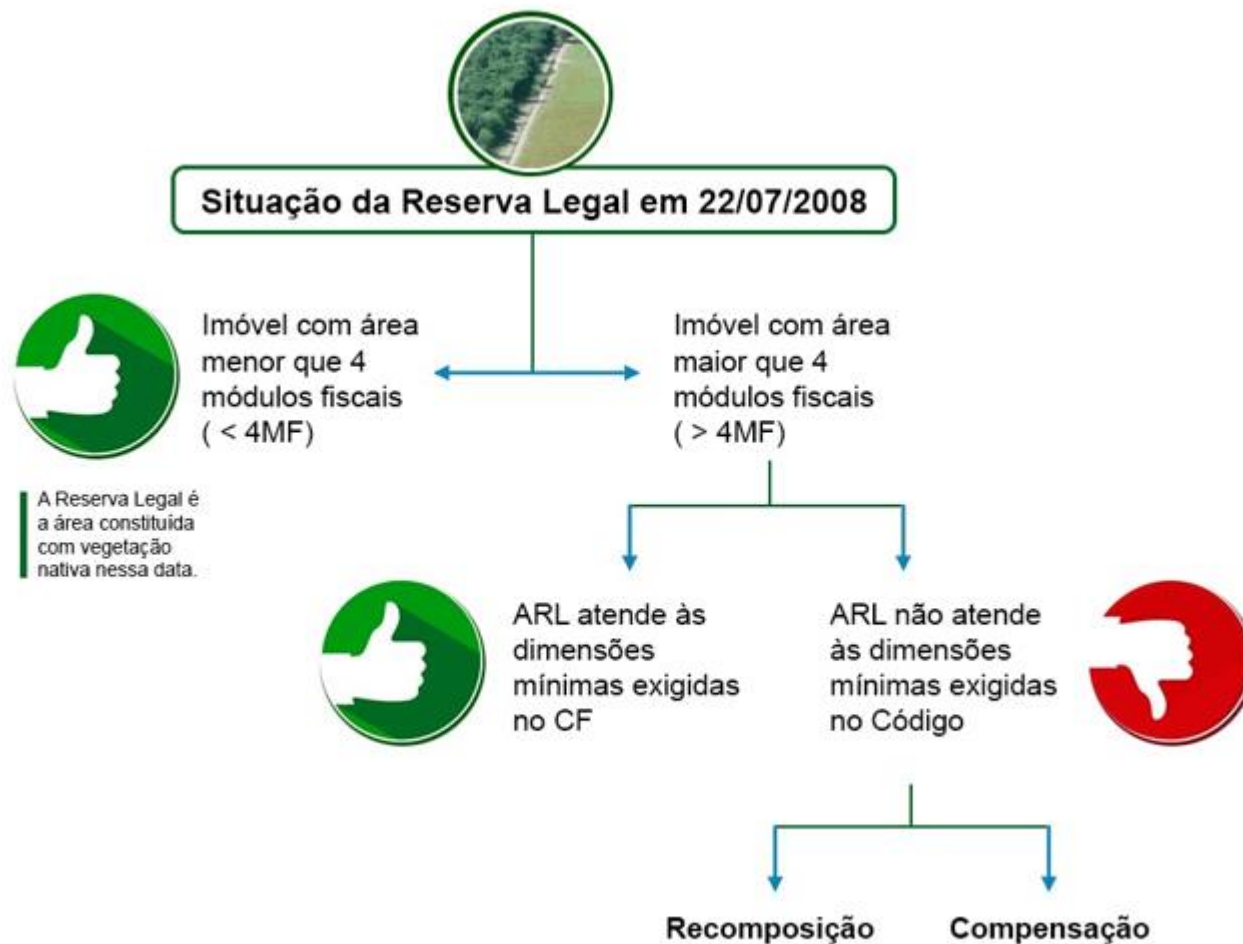 Situação da Reserva Legal em 22/07/2008
Imóvel com área
menor que 4
módulos fiscais
( < 4MF)
Imóvel com área
maior que 4
módulos fiscais
( > 4MF)
A Reserva Legal é
a área constituída
com vegetação
nativa nessa data.
ARL atende às
dimensões
mínimas exigidas
no CF
ARL não atende
às dimensões
mínimas exigidas
no Código
Recomposição
Compensação